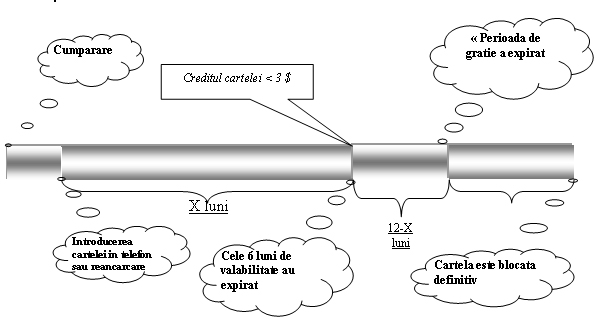 Cumparare
« Perioada de
gratie a expirat
Creditul cartelei < 3 $
X luni
12-X
luni
Introducerea
cartelei in telefon
sau reancarcare
Cele 6 luni de
valabilitate au
expirat
Cartela este blocata
definitiv